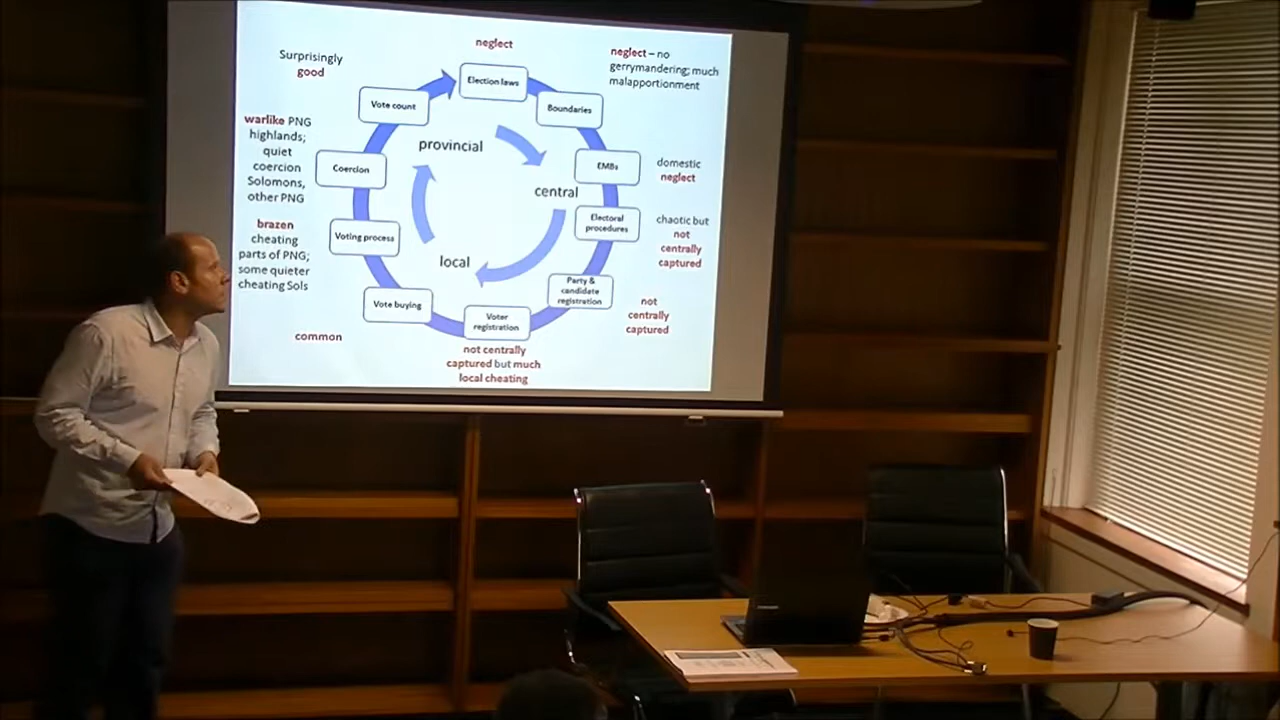 neglect
Election laws
neglect – no
gerrymandering; much
malapportionment
Boundaries
EMBs
domestic
neglect
Electoral
procedures
chaotic but
not
centrally
captured
Party &
candidate
registration
not
centrally
captured
Voter
registration
not centrally
captured but much
local cheating
Vote buying
common
Voting process
brazen
cheating
parts of PNG;
some quieter
cheating Sols
Coercion
warlike PNG
highlands;
quiet
coercion
Solomons,
other PNG
Vote count
Surprisingly
good
provincial
central
local